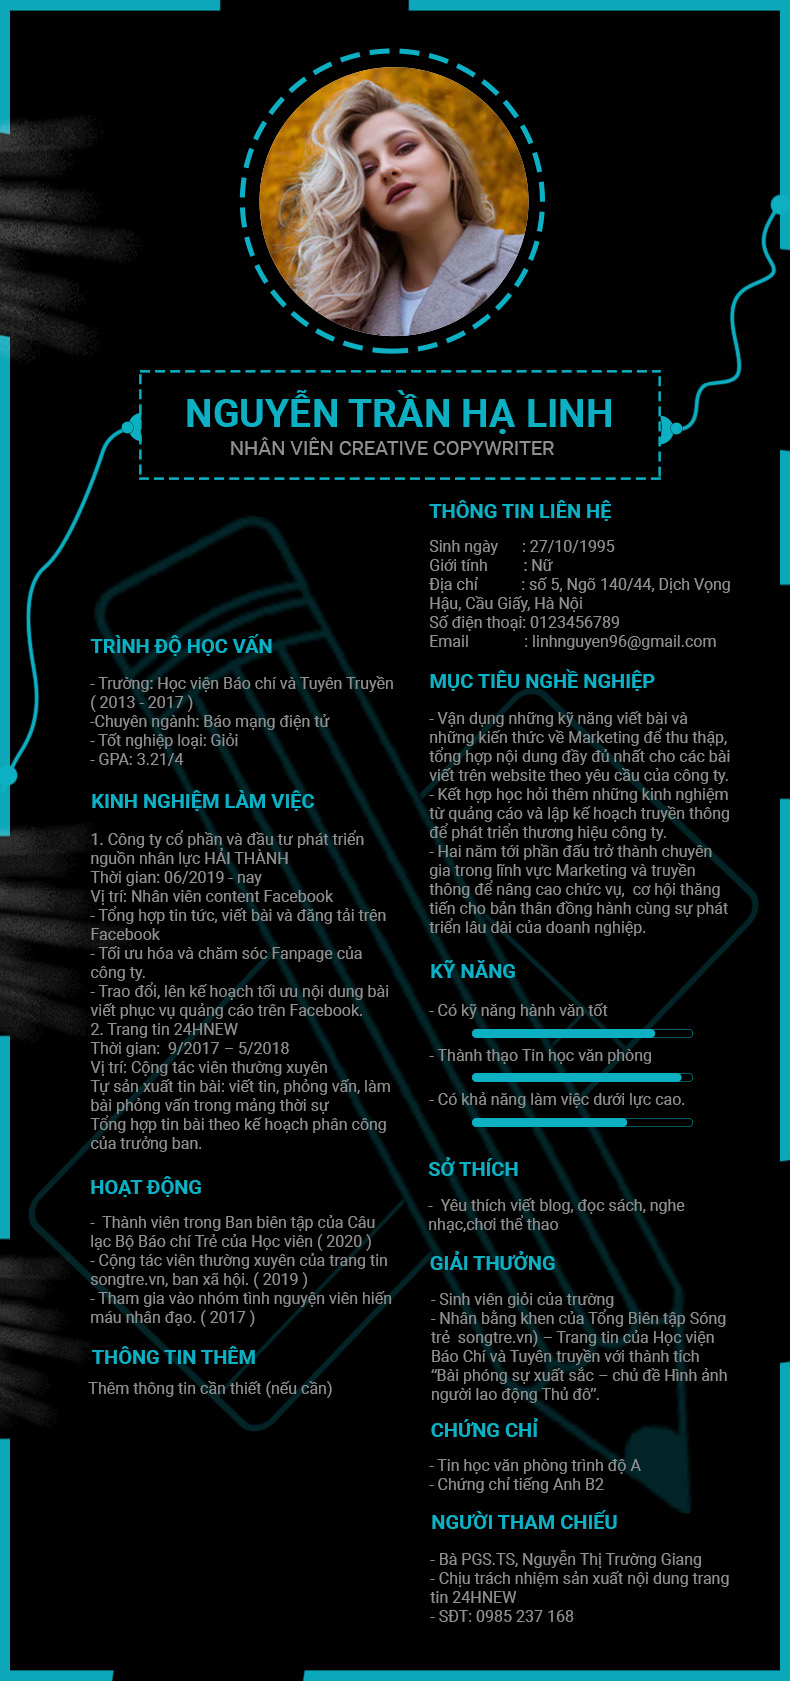 NGUYỄN TRẦN HẠ LINH
NHÂN VIÊN CREATIVE COPYWRITER
TRÌNH ĐỘ HỌC VẤN
- Trường: Học viện Báo chí và Tuyên Truyền
( 2013 - 2017 )
-Chuyên ngành: Báo mạng điện tử
- Tốt nghiệp loại: Giỏi
- GPA: 3.21/4
KINH NGHIỆM LÀM VIỆC
1. Công ty cổ phần và đầu tư phát triển
nguồn nhân lực HẢI THÀNH
Thời gian: 06/2019 - nay
Vị trí: Nhân viên content Facebook
- Tổng hợp tin tức, viết bài và đăng tải trên
Facebook
- Tối ưu hóa và chăm sóc Fanpage của
công ty.
- Trao đổi, lên kế hoạch tối ưu nội dung bài
viết phục vụ quảng cáo trên Facebook.
2. Trang tin 24HNEW
Thời gian:  9/2017 – 5/2018
Vị trí: Cộng tác viên thường xuyên
Tự sản xuất tin bài: viết tin, phỏng vấn, làm
bài phỏng vấn trong mảng thời sự
Tổng hợp tin bài theo kế hoạch phân công
của trưởng ban.
HOẠT ĐỘNG
-  Thành viên trong Ban biên tập của Câu
lạc Bộ Báo chí Trẻ của Học viên ( 2020 )
- Cộng tác viên thường xuyên của trang tin
songtre.vn, ban xã hội. ( 2019 )
- Tham gia vào nhóm tình nguyện viên hiến
máu nhân đạo. ( 2017 )
THÔNG TIN THÊM
Thêm thông tin cần thiết (nếu cần)
THÔNG TIN LIÊN HỆ
Sinh ngày : 27/10/1995
Giới tính : Nữ
Địa chỉ : số 5, Ngõ 140/44, Dịch Vọng
Hậu, Cầu Giấy, Hà Nội
Số điện thoại: 0123456789
Email : linhnguyen96@gmail.com
MỤC TIÊU NGHỀ NGHIỆP
- Vận dụng những kỹ năng viết bài và
những kiến thức về Marketing để thu thập,
tổng hợp nội dung đầy đủ nhất cho các bài
viết trên website theo yêu cầu của công ty.
- Kết hợp học hỏi thêm những kinh nghiệm
từ quảng cáo và lập kế hoạch truyền thông
để phát triển thương hiệu công ty.
- Hai năm tới phấn đấu trở thành chuyên
gia trong lĩnh vực Marketing và truyền
thông để nâng cao chức vụ,  cơ hội thăng
tiến cho bản thân đồng hành cùng sự phát
triển lâu dài của doanh nghiệp.
KỸ NĂNG
- Có kỹ năng hành văn tốt
- Thành thạo Tin học văn phòng
- Có khả năng làm việc dưới lực cao.
SỞ THÍCH
-  Yêu thích viết blog, đọc sách, nghe
nhạc,chơi thể thao
GIẢI THƯỞNG
- Sinh viên giỏi của trường
- Nhân bằng khen của Tổng Biên tập Sóng
trẻ  songtre.vn) – Trang tin của Học viện
Báo Chí và Tuyên truyền với thành tích
“Bài phóng sự xuất sắc – chủ đề Hình ảnh
người lao động Thủ đô”.
CHỨNG CHỈ
- Tin học văn phòng trình độ A
- Chứng chỉ tiếng Anh B2
NGƯỜI THAM CHIẾU
- Bà PGS.TS, Nguyễn Thị Trường Giang
- Chịu trách nhiệm sản xuất nội dung trang
tin 24HNEW
- SĐT: 0985 237 168